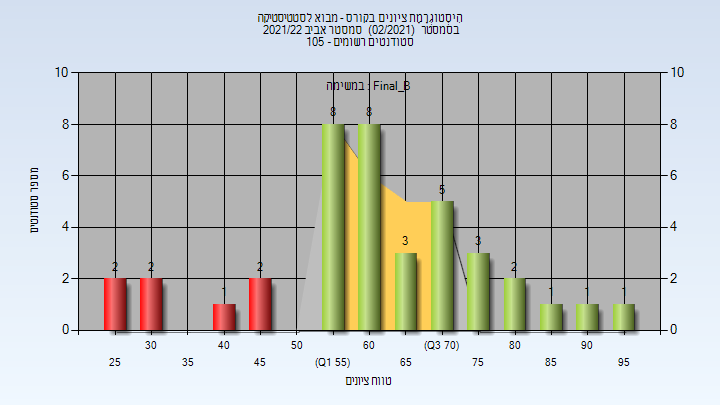 היסטוגרמת ציונים בקורס - מבוא לסטטיסטיקה
בסמסטר (02/2021) סמסטר אביב 2021/22
סטודנטים רשומים - 105
במשימה : Final_B
10 10
8 8
6 6
4 4
2 2
0 0
2 2 1 2 8 8 3 5 3 2 1 1 1
מספר סטודנטים
30 40 50 60 (Q3 70) 80 90
25 35 45 (Q1 55) 65 75 85 95
טווח ציונים